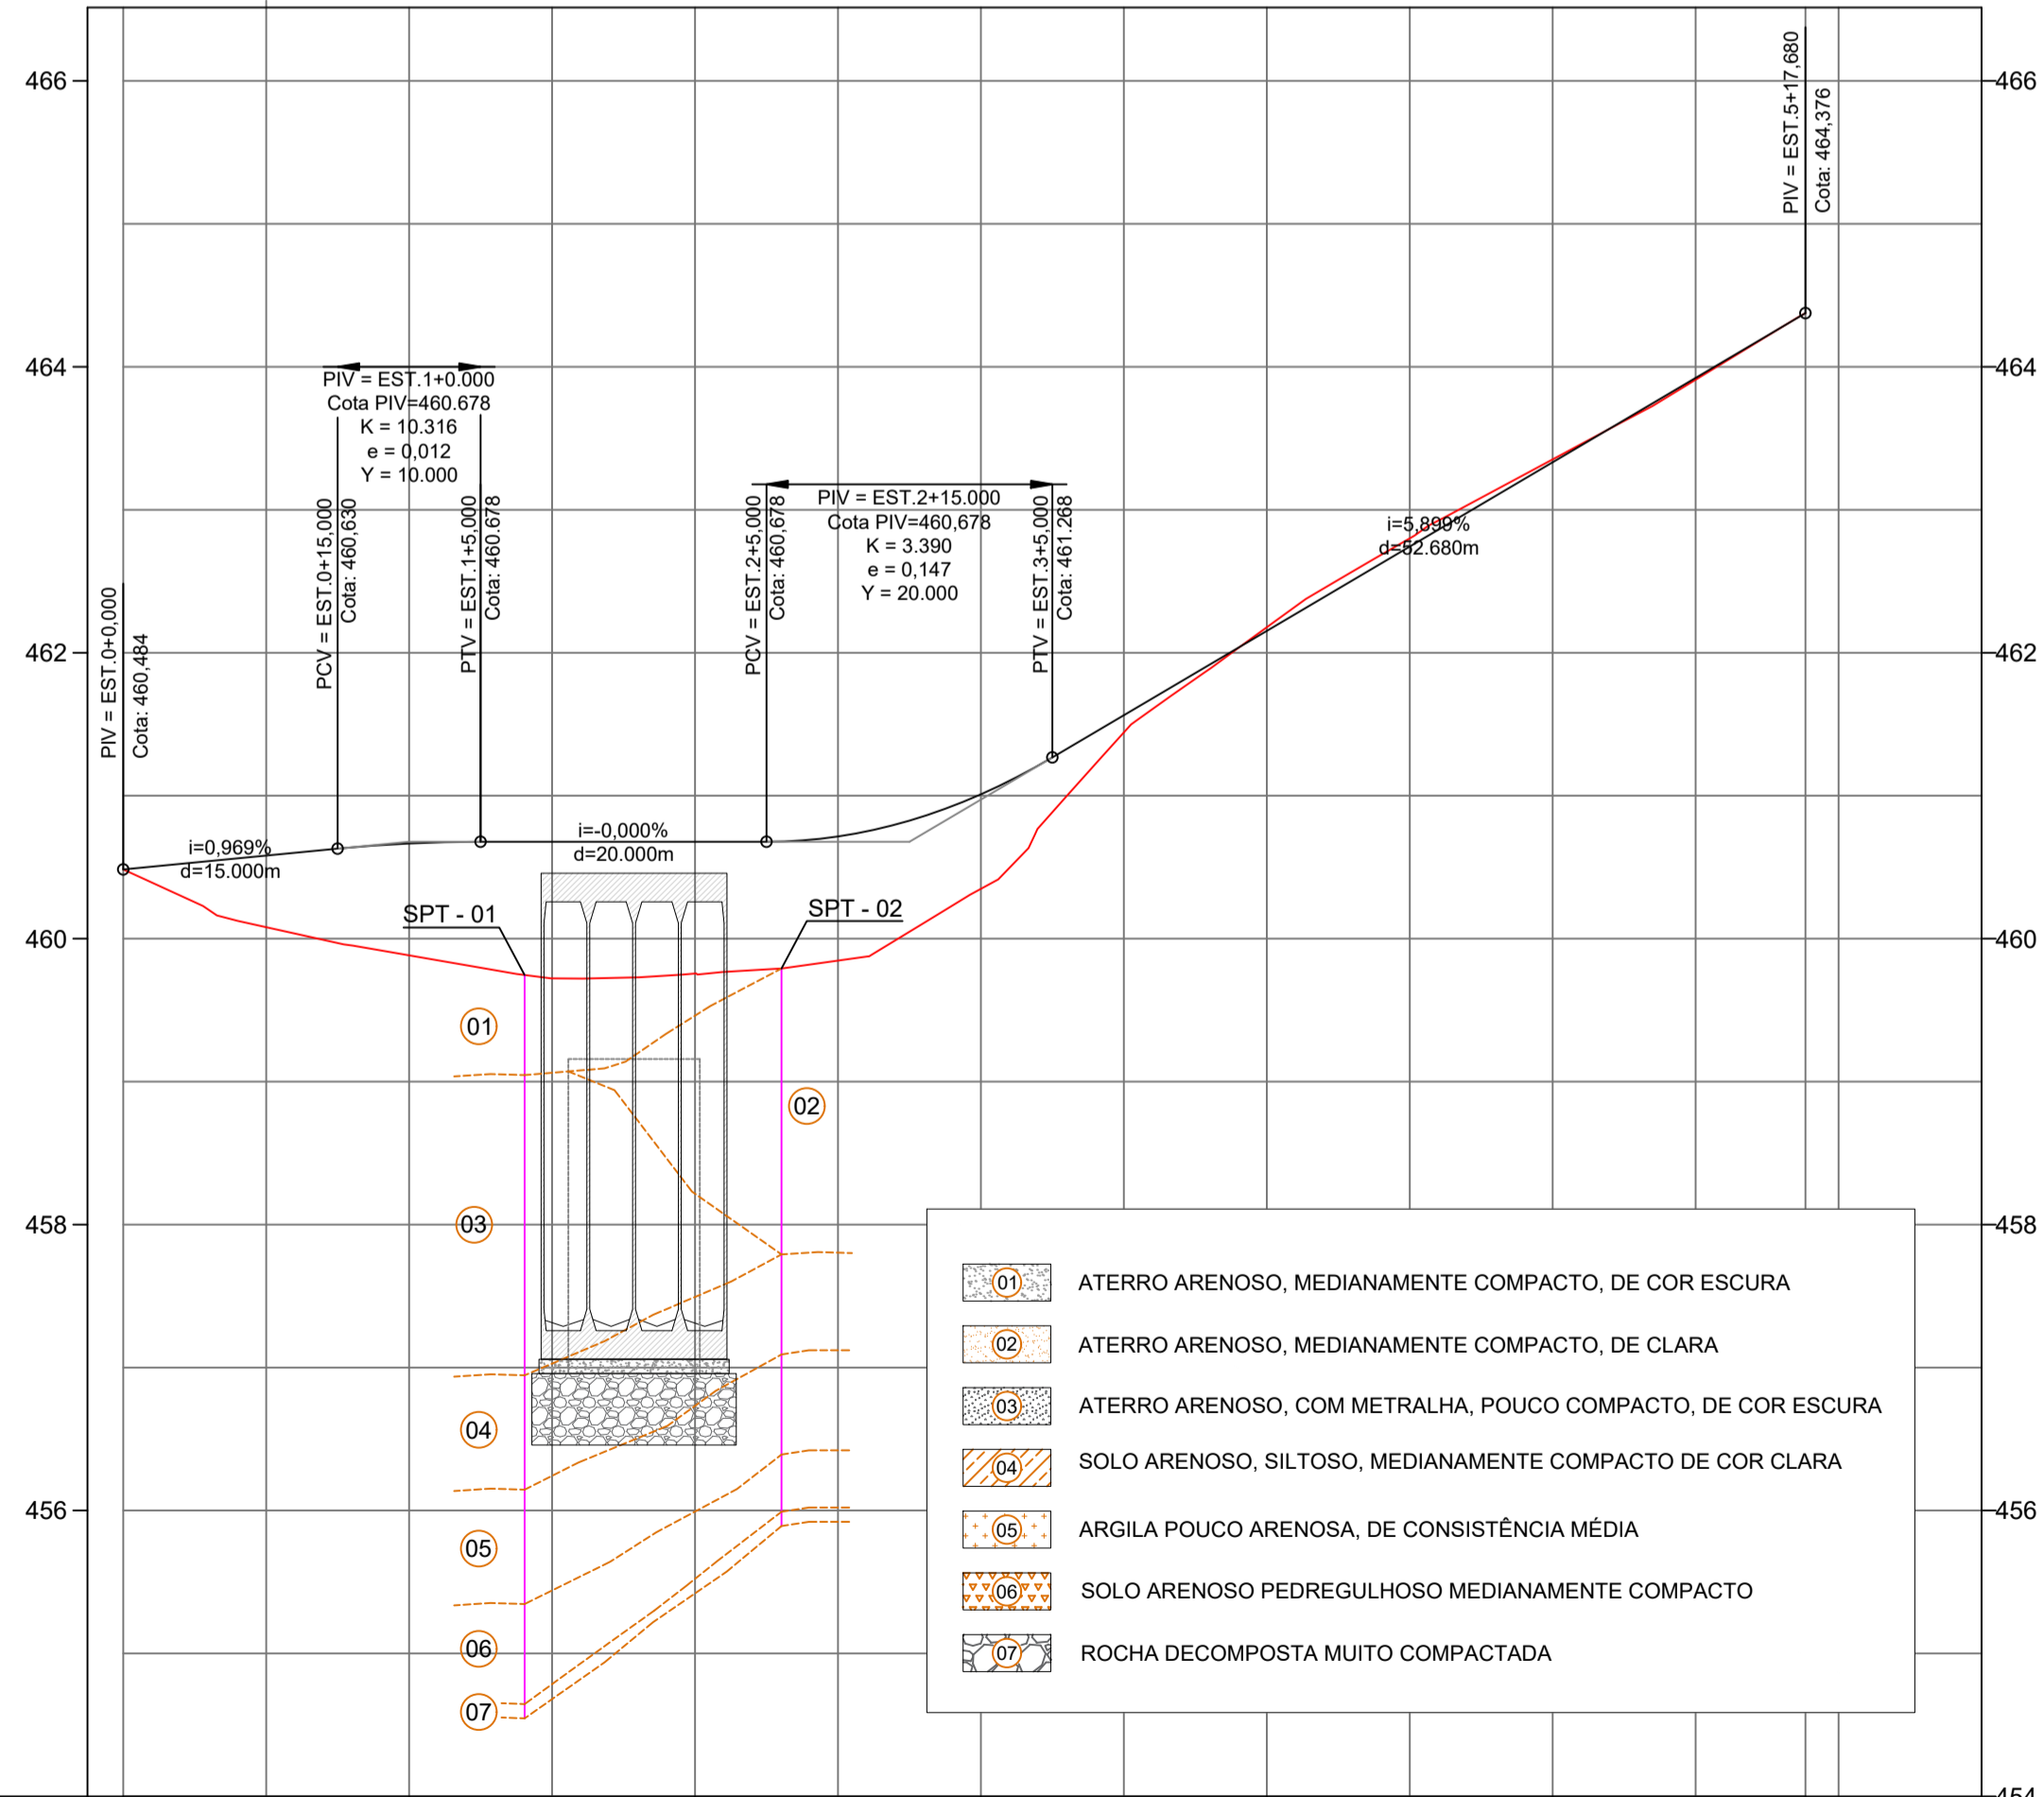 466
466
PIV = EST.5+17,680
Cota: 464,376
464
464
PIV = EST.1+0.000
Cota PIV=460.678
K = 10.316
e = 0,012
Y = 10.000
PCV = EST.0+15,000
Cota: 460,630
PTV = EST.1+5,000
Cota: 460.678
PCV = EST.2+5,000
Cota: 460,678
PIV = EST.2+15.000
Cota PIV=460,678
K = 3.390
e = 0,147
Y = 20.000
PTV = EST.3+5,000
Cota: 461.268
i=5,899%
d=52.680m
PIV = EST.0+0,000
Cota: 460,484
462
462
i=0,969%
d=15.000m
i=-0,000%
d=20.000m
SPT - 01
SPT - 02
460
460
01
02
03
458
458
04
05
06
07
456
456
01 ATERRO ARENOSO, MEDIANAMENTE COMPACTO, DE COR ESCURA
02 ATERRO ARENOSO, MEDIANAMENTE COMPACTO, DE CLARA
03 ATERRO ARENOSO, COM METRALHA, POUCO COMPACTO, DE COR ESCURA
04 SOLO ARENOSO, SILTOSO, MEDIANAMENTE COMPACTO DE COR CLARA
05 ARGILA POUCO ARENOSA, DE CONSISTÊNCIA MÉDIA
06 SOLO ARENOSO PEDREGULHOSO MEDIANAMENTE COMPACTO
07 ROCHA DECOMPOSTA MUITO COMPACTADA
454